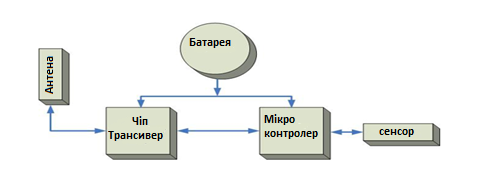 Батарея
Антена
Чіп
Трансивер
Мікро
контролер
сенсор